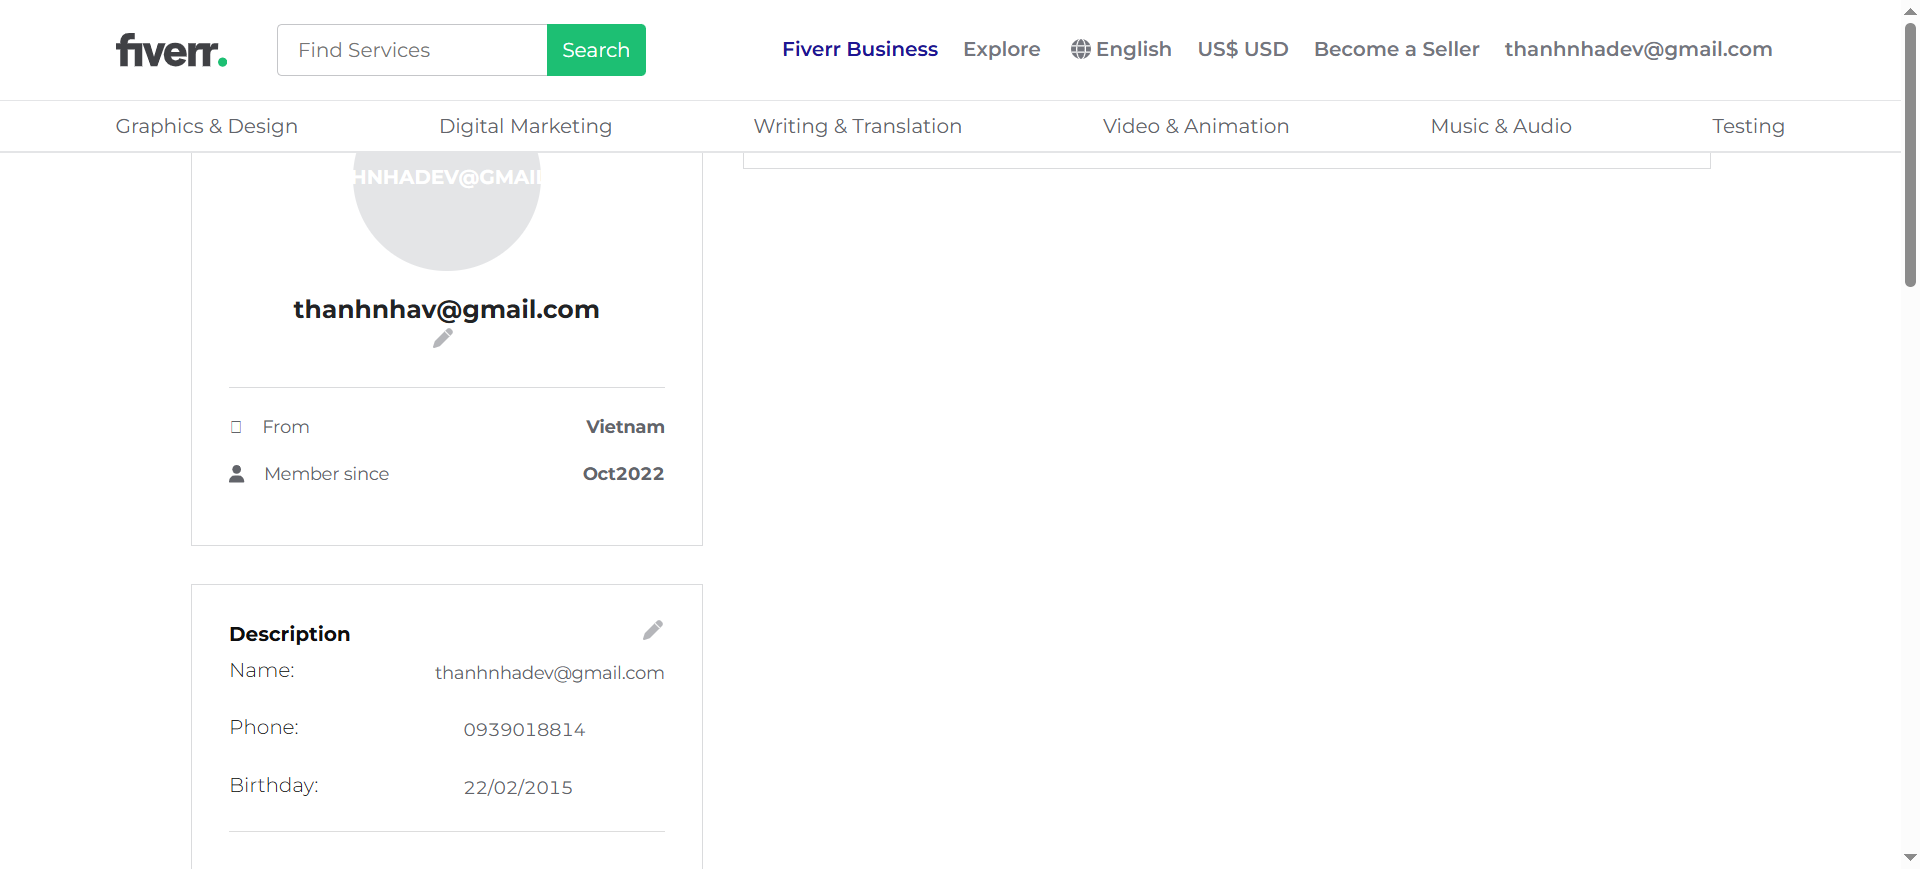 fiverr.
Find Services
Search
Fiverr Business
Explore
English
US$ USD
Become a Seller
thanhnhadev@gmail.com
Graphics & Design
Digital Marketing
Writing & Translation
Video & Animation
Music & Audio
Testing
HNHADEV@GMAIL
thanhnhav@gmail.com
From
Vietnam
Member since
Oct2022
Description
Name:
thanhnhadev@gmail.com
Phone:
0939018814
Birthday:
22/02/2015